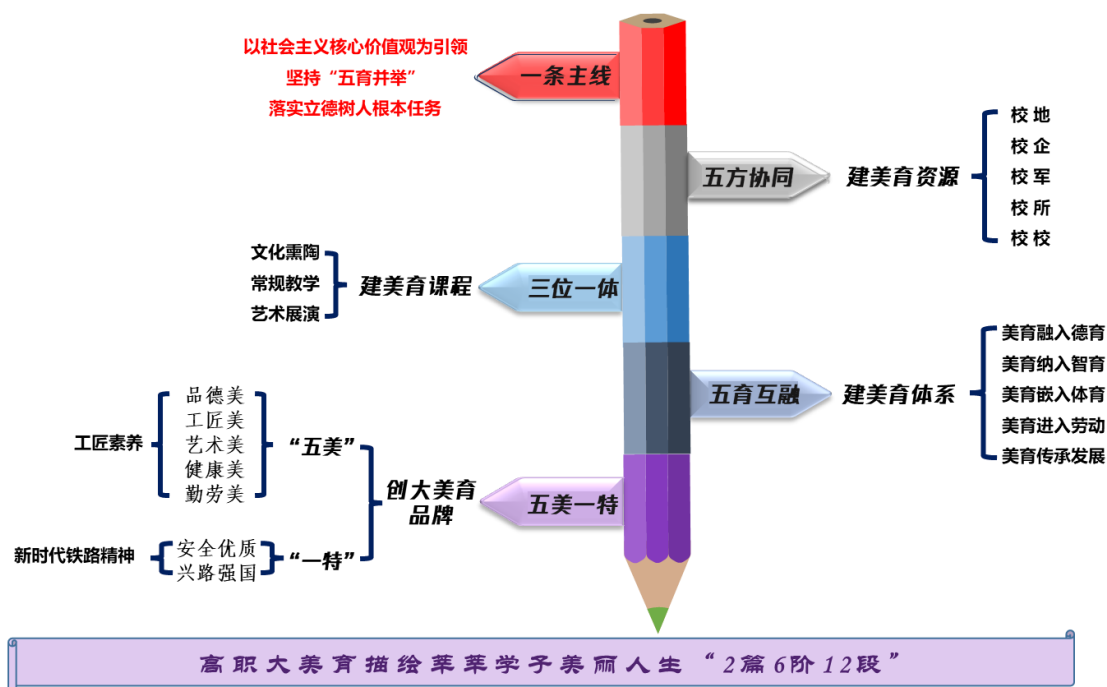 以社会主义核心价值观为引领
坚持“五育并举”
落实立德树人根本任务
一条主线
五方协同
建美育资源
校 地
校 企
校 军
校 所
校 校
文化熏陶
常规教学
艺术展演
建美育课程
三位一体
五育互融
建美育体系
美育融入德育
美育纳入智育
美育嵌入体育
美育进入劳动
美育传承发展
工匠素养
品德美
工匠美
艺术美
健康美
勤劳美
“五美”
新时代铁路精神
安全优质
兴路强国
“一特”
创大美育
品牌
五美一特
高职大美育描绘莘莘学子美丽人生“2篇6阶12段”